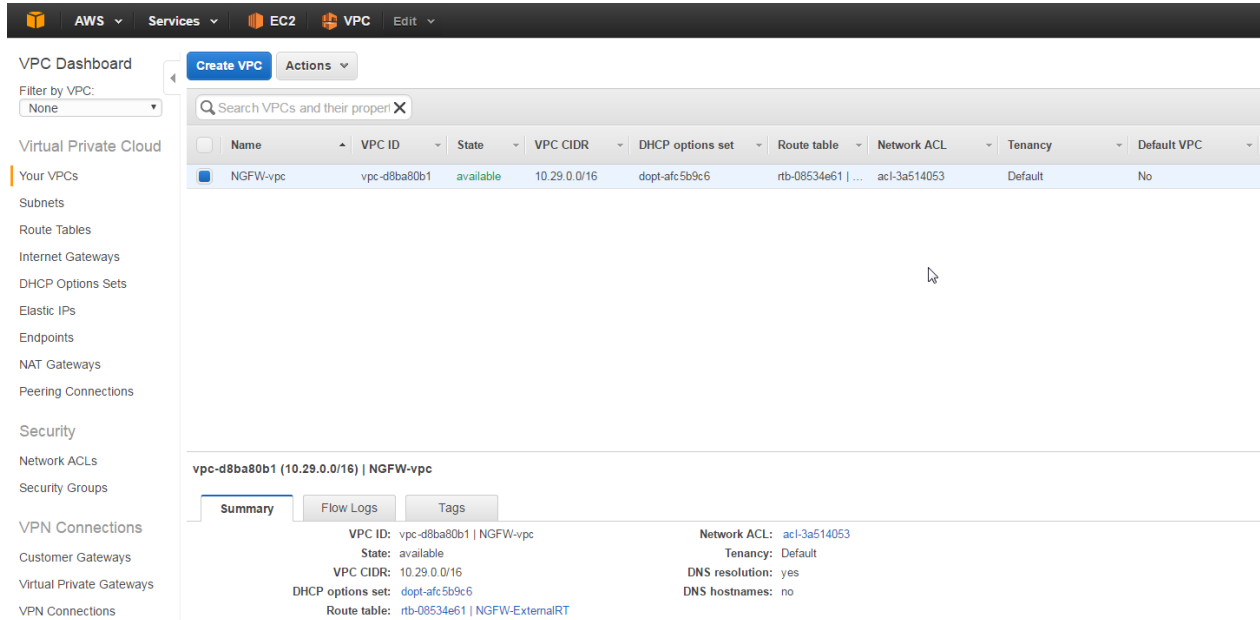 AWS Services EC2 VPC Edit
VPC Dashboard
Filter by VPC:
None
Virtual Private Cloud
Your VPCs
Subnets
Route Tables
Internet Gateways
DHCP Options Sets
Elastic IPs
Endpoints
NAT Gateways
Peering Connections
Security
Network ACLs
Security Groups
VPN Connections
Customer Gateways
Virtual Private Gateways
VPN Connections
Create VPC Actions
Search VPCs and their propert
Name VPC ID State VPC CIDR DHCP options set Route table Network ACL Tenancy Default VPC
NGFW-vpc vpc-d8ba80b1 available 10.29.0.0/16 dopt-afc5b9c6 rtb-08534e61 | ... acl-3a514053 Default No
vpc-d8ba80b1 (10.29.0.0/16) | NGFW-vpc
Summary Flow Logs Tags
VPC ID: vpc-d8ba80b1 | NGFW-vpc
State: available
VPC CIDR: 10.29.0.0/16
DHCP options set: dopt-afc5b9c6
Route table: rtb-08534e61 | NGFW-ExternalRT
Network ACL: acl-3a514053
Tenancy: Default
DNS resolution: yes
DNS hostnames: no